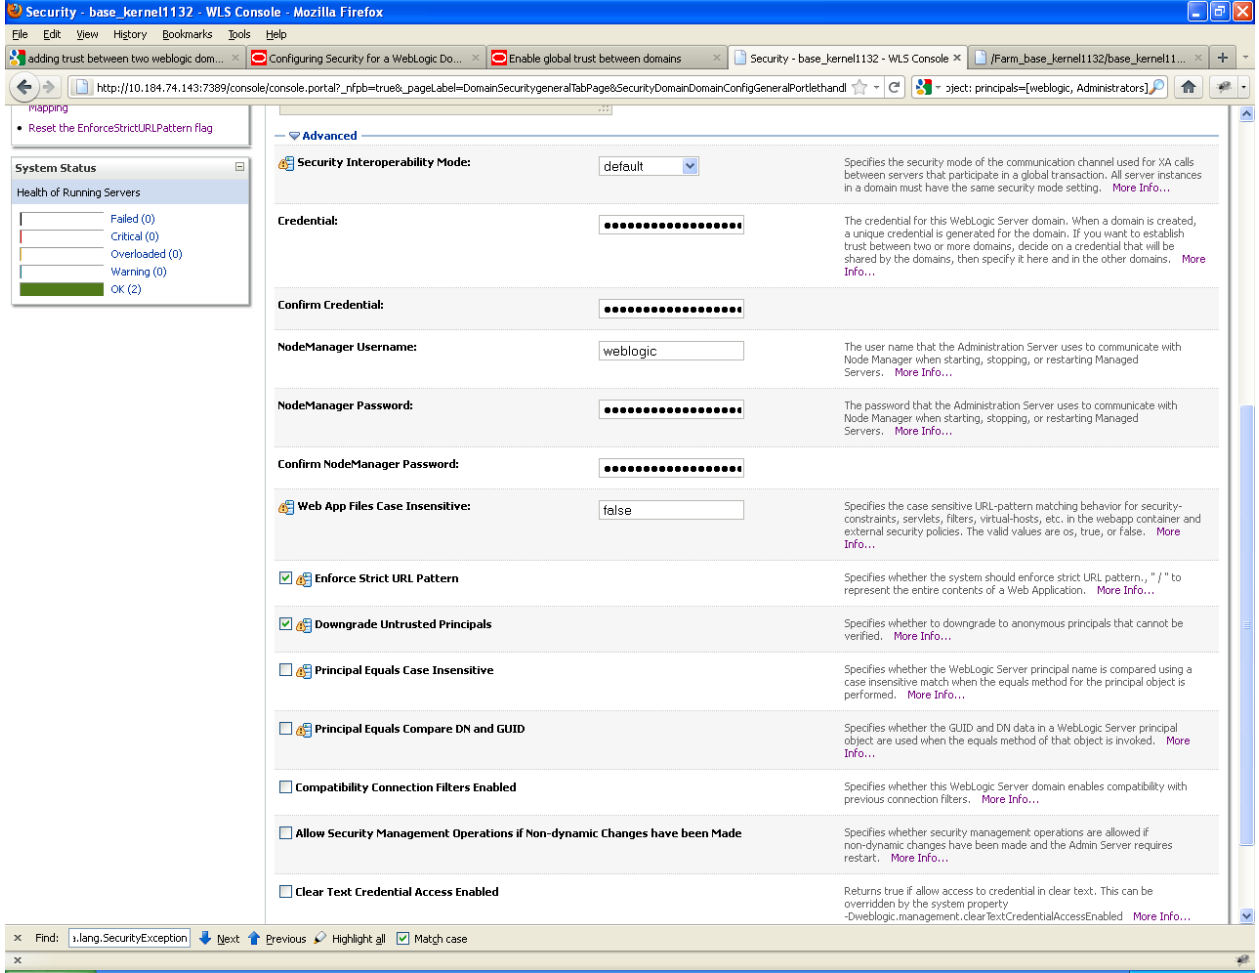 Security - base_kernel1132 - WLS Console - Mozilla Firefox
File Edit View History Bookmarks Tools Help
adding trust between two weblogic dom... Configuring Security for a WebLogic Do... Enable global trust between domains Security - base_kernel1132 - WLS Console /Farm_base_kernel1132/base_kernel11...
http://10.184.74.143:7389/console/console.portal?_nfpb=true&_pageLabel=DomainSecuritygeneralTabPage&SecurityDomainDomainConfigGeneralPortlethandl
ject: principals=[weblogic, Administrators]
Mapping
Reset the EnforceStrictURLPattern flag
System Status
Health of Running Servers
Failed (0)
Critical (0)
Overloaded (0)
Warning (0)
OK (2)
Advanced
Security Interoperability Mode:
default
Specifies the security mode of the communication channel used for XA calls
between servers that participate in a global transaction. All server instances
in a domain must have the same security mode setting. More Info...
Credential:
The credential for this WebLogic Server domain. When a domain is created,
a unique credential is generated for the domain. If you want to establish
trust between two or more domains, decide on a credential that will be
shared by the domains, then specify it here and in the other domains. More
Info...
Confirm Credential:
NodeManager Username:
weblogic
The user name that the Administration Server uses to communicate with
Node Manager when starting, stopping, or restarting Managed
Servers. More Info...
NodeManager Password:
The password that the Administration Server uses to communicate with
Node Manager when starting, stopping, or restarting Managed
Servers. More Info...
Confirm NodeManager Password:
Web App Files Case Insensitive:
false
Specifies the case sensitive URL-pattern matching behavior for security-
constraints, servlets, filters, virtual-hosts, etc. in the webapp container and
external security policies. The valid values are os, true, or false. More
Info...
Enforce Strict URL Pattern
Specifies whether the system should enforce strict URL pattern., " / " to
represent the entire contents of a Web Application. More Info...
Downgrade Untrusted Principals
Specifies whether to downgrade to anonymous principals that cannot be
verified. More Info...
Principal Equals Case Insensitive
Specifies whether the WebLogic Server principal name is compared using a
case insensitive match when the equals method for the principal object is
performed. More Info...
Principal Equals Compare DN and GUID
Specifies whether the GUID and DN data in a WebLogic Server principal
object are used when the equals method of that object is invoked. More
Info...
Compatibility Connection Filters Enabled
Specifies whether this WebLogic Server domain enables compatibility with
previous connection filters. More Info...
Allow Security Management Operations if Non-dynamic Changes have been Made
Specifies whether security management operations are allowed if
non-dynamic changes have been made and the Admin Server requires
restart. More Info...
Clear Text Credential Access Enabled
Returns true if allow access to credential in clear text. This can be
overridden by the system property
-Dweblogic.management.clearTextCredentialAccessEnabled More Info...
Find: a.lang.SecurityException Next Previous Highlight all Match case